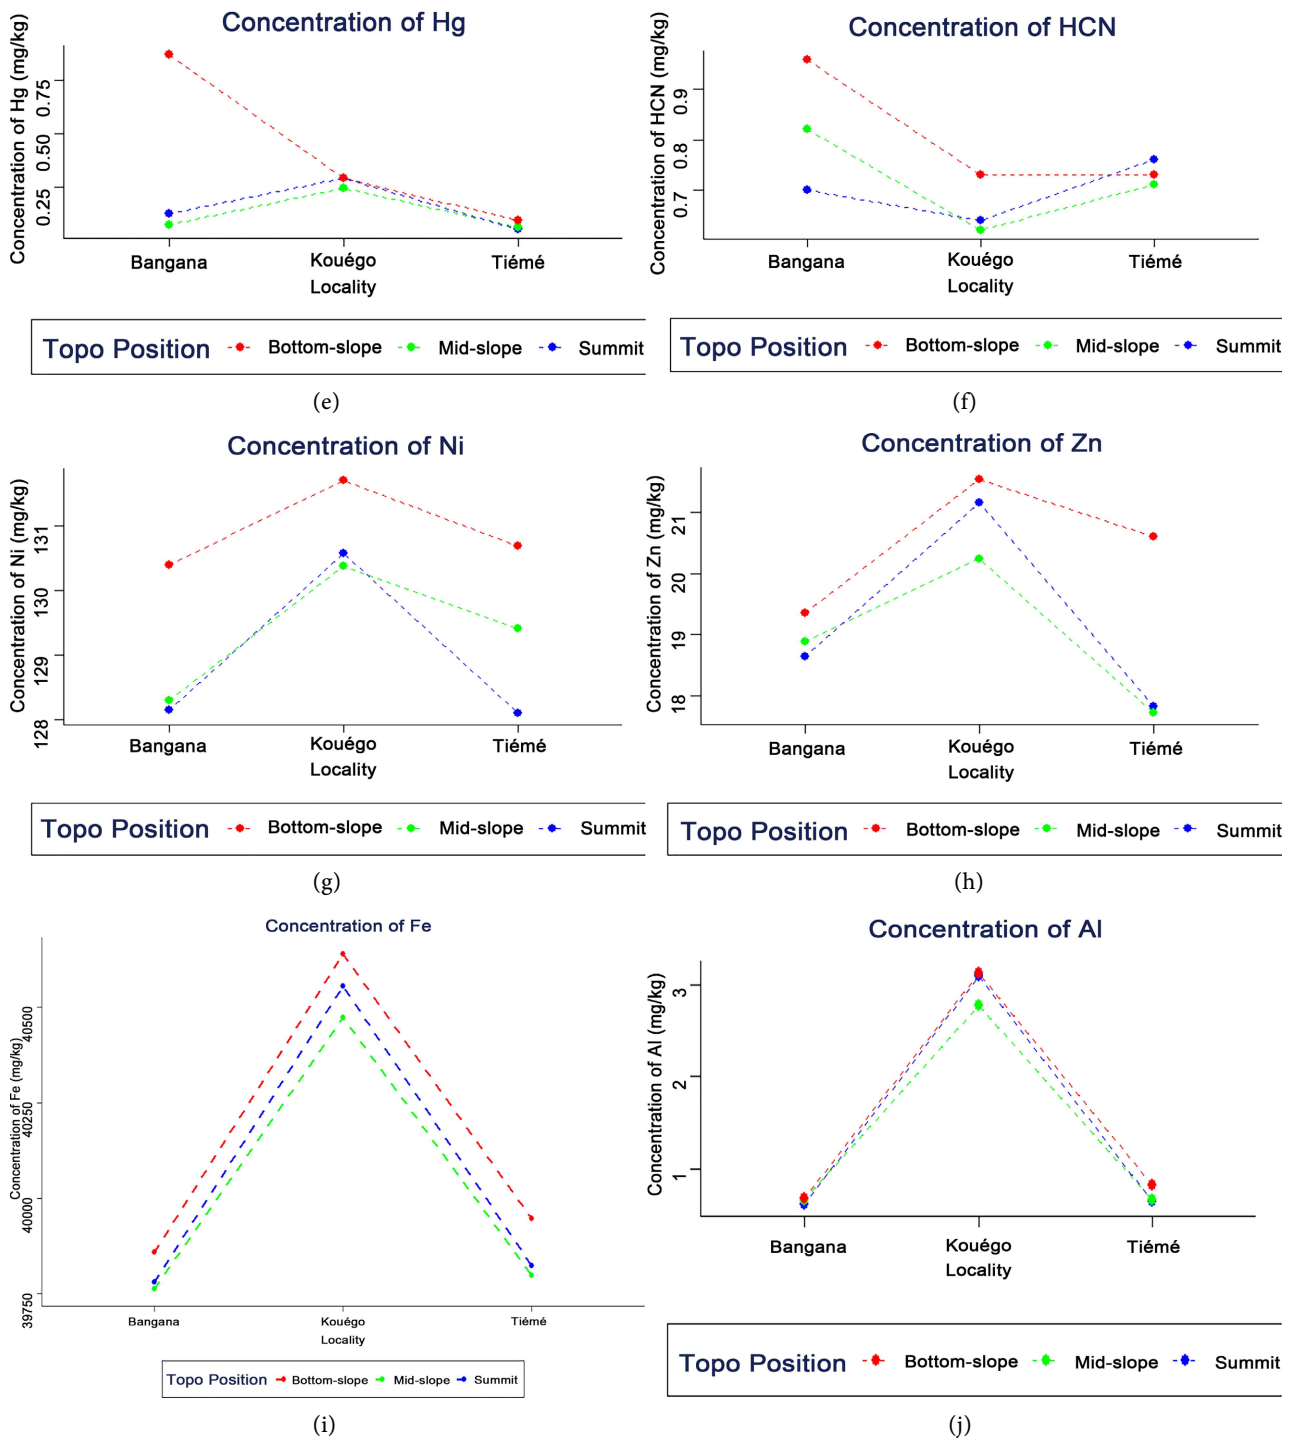 Concentration of Hg
Concentration of Hg (mg/kg)
0.75
0.50
0.25
Bangana Kouégo Tiémé
Locality
Topo Position Bottom-slope Mid-slope Summit
(e)
Concentration of HCN
Concentration of HCN (mg/kg)
0.9
0.8
0.7
Bangana Kouégo Tiémé
Locality
Topo Position Bottom-slope Mid-slope Summit
(f)
Concentration of Ni
Concentration of Ni (mg/kg)
131
130
129
128
Bangana Kouégo Tiémé
Locality
Topo Position Bottom-slope Mid-slope Summit
(g)
Concentration of Zn
Concentration of Zn (mg/kg)
21
20
19
18
Bangana Kouégo Tiémé
Locality
Topo Position Bottom-slope Mid-slope Summit
(h)
Concentration of Fe
Concentration of Fe (mg/kg)
40500
40250
40000
39750
Bangana Kouégo Tiémé
Locality
Topo Position Bottom-slope Mid-slope Summit
(i)
Concentration of Al
Concentration of Al (mg/kg)
3
2
1
Bangana Kouégo Tiémé
Locality
Topo Position Bottom-slope Mid-slope Summit
(j)